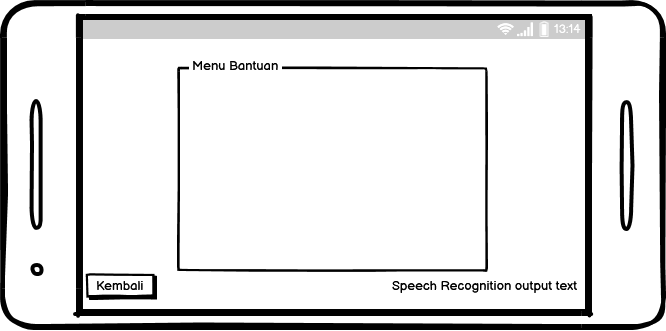 13:14
Menu Bantuan
Kembali
Speech Recognition output text